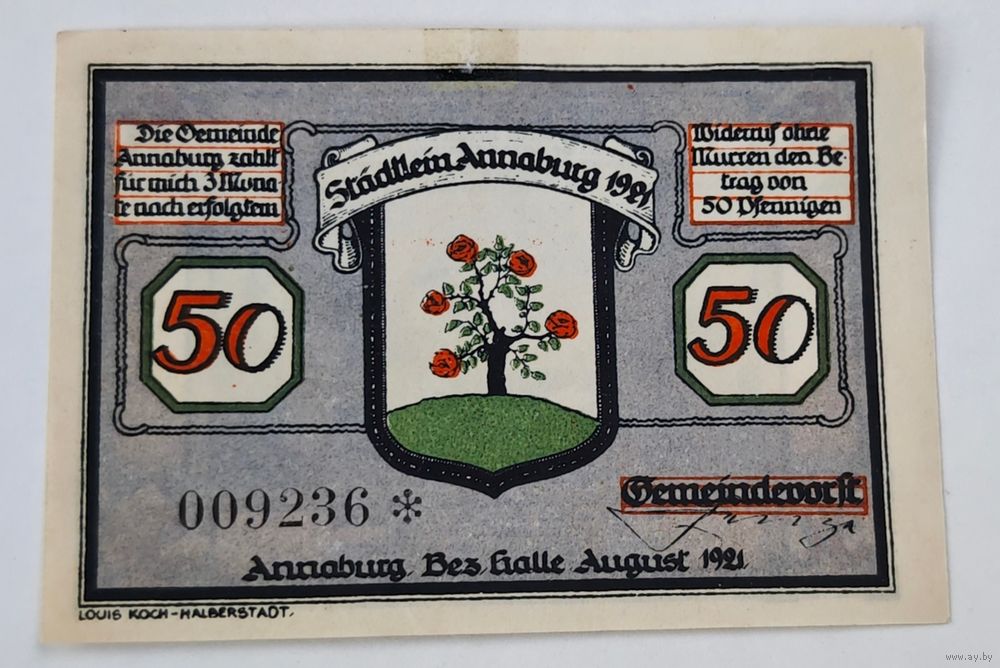 Die Gemeinde
Annaburg zahlt
für mich 3 Mona
te nach erfolgtem
Widerruf ohne
Murren den Be-
trag von
50 Pfennigen
Städtlein Annaburg 1921
50
50
009236 *
Gemeindevorst
Annaburg, Bez Halle August 1921.
LOUIS KOCH-HALBERSTADT.
www.ay.by